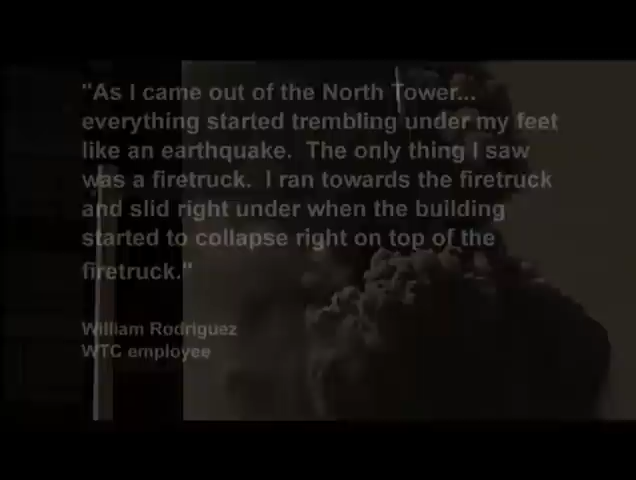 "As I came out of the North Tower...
everything started trembling under my feet
like an earthquake.  The only thing I saw
was a firetruck.  I ran towards the firetruck
and slid right under when the building
started to collapse right on top of the
firetruck."
William Rodriguez
WTC employee